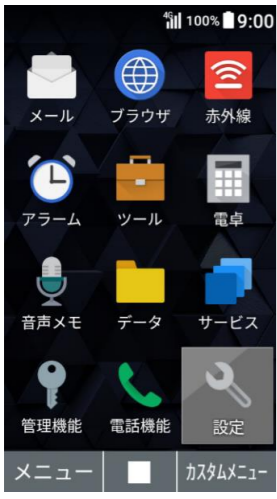 4G 100% 9:00
メール ブラウザ 赤外線
アラーム ツール 電卓
音声メモ データ サービス
管理機能 電話機能 設定
メニュー カスタムメニュー